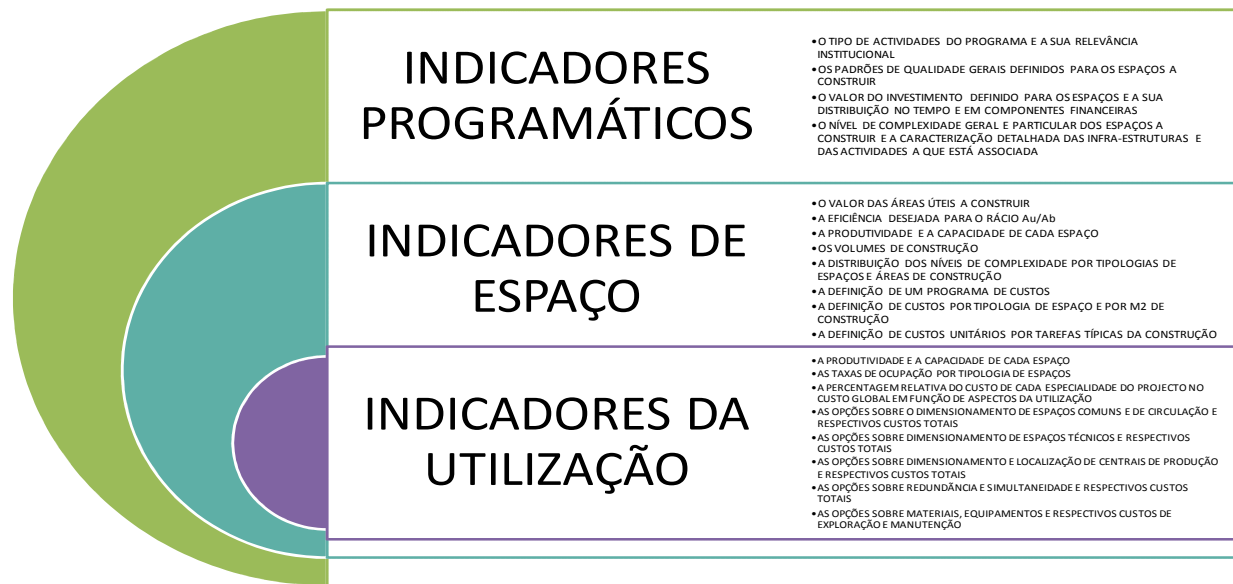 INDICADORES
PROGRAMÁTICOS
•O TIPO DE ACTIVIDADES DO PROGRAMA E A SUA RELEVÂNCIA
INSTITUCIONAL
•OS PADRÕES DE QUALIDADE GERAIS DEFINIDOS PARA OS ESPAÇOS A
CONSTRUIR
•O VALOR DO INVESTIMENTO DEFINIDO PARA OS ESPAÇOS E A SUA
DISTRIBUIÇÃO NO TEMPO E EM COMPONENTES FINANCEIRAS
•O NÍVEL DE COMPLEXIDADE GERAL E PARTICULAR DOS ESPAÇOS A
CONSTRUIR E A CARACTERIZAÇÃO DETALHADA DAS INFRA-ESTRUTURAS E
DAS ACTIVIDADES A QUE ESTÁ ASSOCIADA
INDICADORES DE
ESPAÇO
•O VALOR DAS ÁREAS ÚTEIS A CONSTRUIR
•A EFICIÊNCIA DESEJADA PARA O RÁCIO Au/Ab
•A PRODUTIVIDADE E A CAPACIDADE DE CADA ESPAÇO
•OS VOLUMES DE CONSTRUÇÃO
•A DISTRIBUIÇÃO DOS NÍVEIS DE COMPLEXIDADE POR TIPOLOGIAS DE
ESPAÇOS E ÁREAS DE CONSTRUÇÃO
•A DEFINIÇÃO DE UM PROGRAMA DE CUSTOS
•A DEFINIÇÃO DE CUSTOS POR TIPOLOGIA DE ESPAÇO E POR M2 DE
CONSTRUÇÃO
•A DEFINIÇÃO DE CUSTOS UNITÁRIOS POR TAREFAS TÍPICAS DA CONSTRUÇÃO
INDICADORES DA
UTILIZAÇÃO
•A PRODUTIVIDADE E A CAPACIDADE DE CADA ESPAÇO
•AS TAXAS DE OCUPAÇÃO POR TIPOLOGIA DE ESPAÇOS
•A PERCENTAGEM RELATIVA DO CUSTO DE CADA ESPECIALIDADE DO PROJECTO NO
CUSTO GLOBAL EM FUNÇÃO DE ASPECTOS DA UTILIZAÇÃO
•AS OPÇÕES SOBRE O DIMENSIONAMENTO DE ESPAÇOS COMUNS E DE CIRCULAÇÃO E
RESPECTIVOS CUSTOS TOTAIS
•AS OPÇÕES SOBRE DIMENSIONAMENTO DE ESPAÇOS TÉCNICOS E RESPECTIVOS
CUSTOS TOTAIS
•AS OPÇÕES SOBRE DIMENSIONAMENTO E LOCALIZAÇÃO DE CENTRAIS DE PRODUÇÃO
E RESPECTIVOS CUSTOS TOTAIS
•AS OPÇÕES SOBRE REDUNDÂNCIA E SIMULTANEIDADE E RESPECTIVOS CUSTOS
TOTAIS
•AS OPÇÕES SOBRE MATERIAIS, EQUIPAMENTOS E RESPECTIVOS CUSTOS DE
EXPLORAÇÃO E MANUTENÇÃO